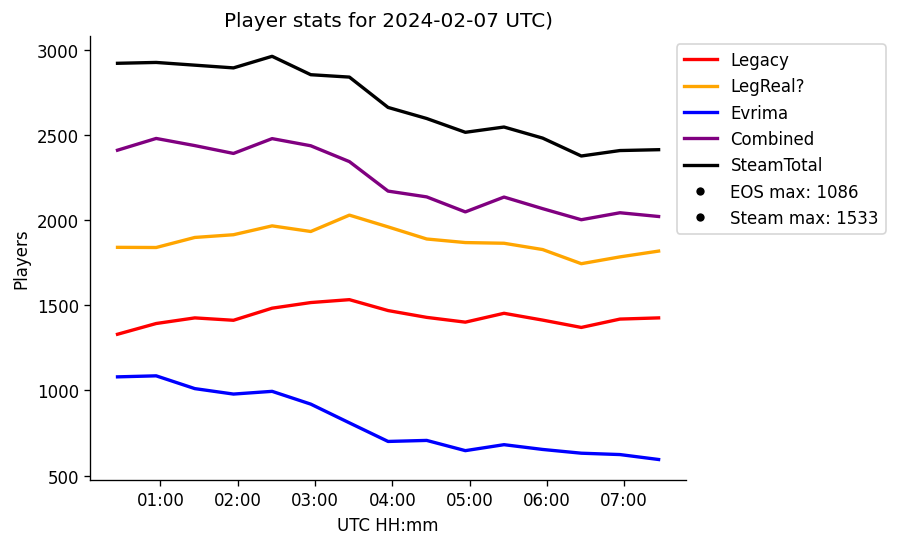 Player stats for 2024-02-07 UTC)
3000
2500
2000
1500
1000
500
Players
01:00 02:00 03:00 04:00 05:00 06:00 07:00
UTC HH:mm
Legacy
LegReal?
Evrima
Combined
SteamTotal
EOS max: 1086
Steam max: 1533